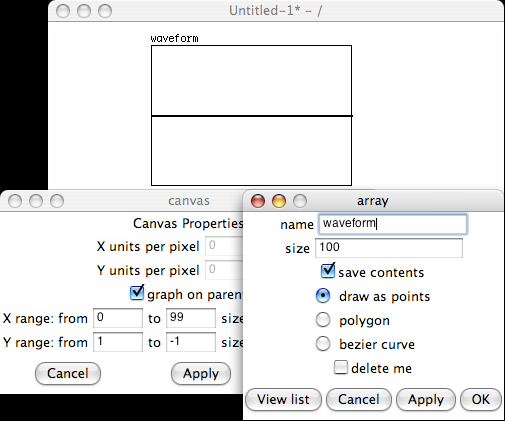 Untitled-1* - /
waveform
canvas
Canvas Properties
X units per pixel 0
Y units per pixel 0
graph on paren
X range: from 0 to 99 size
Y range: from 1 to -1 size
Cancel Apply
array
name waveform
size 100
save contents
draw as points
polygon
bezier curve
delete me
View list Cancel Apply OK